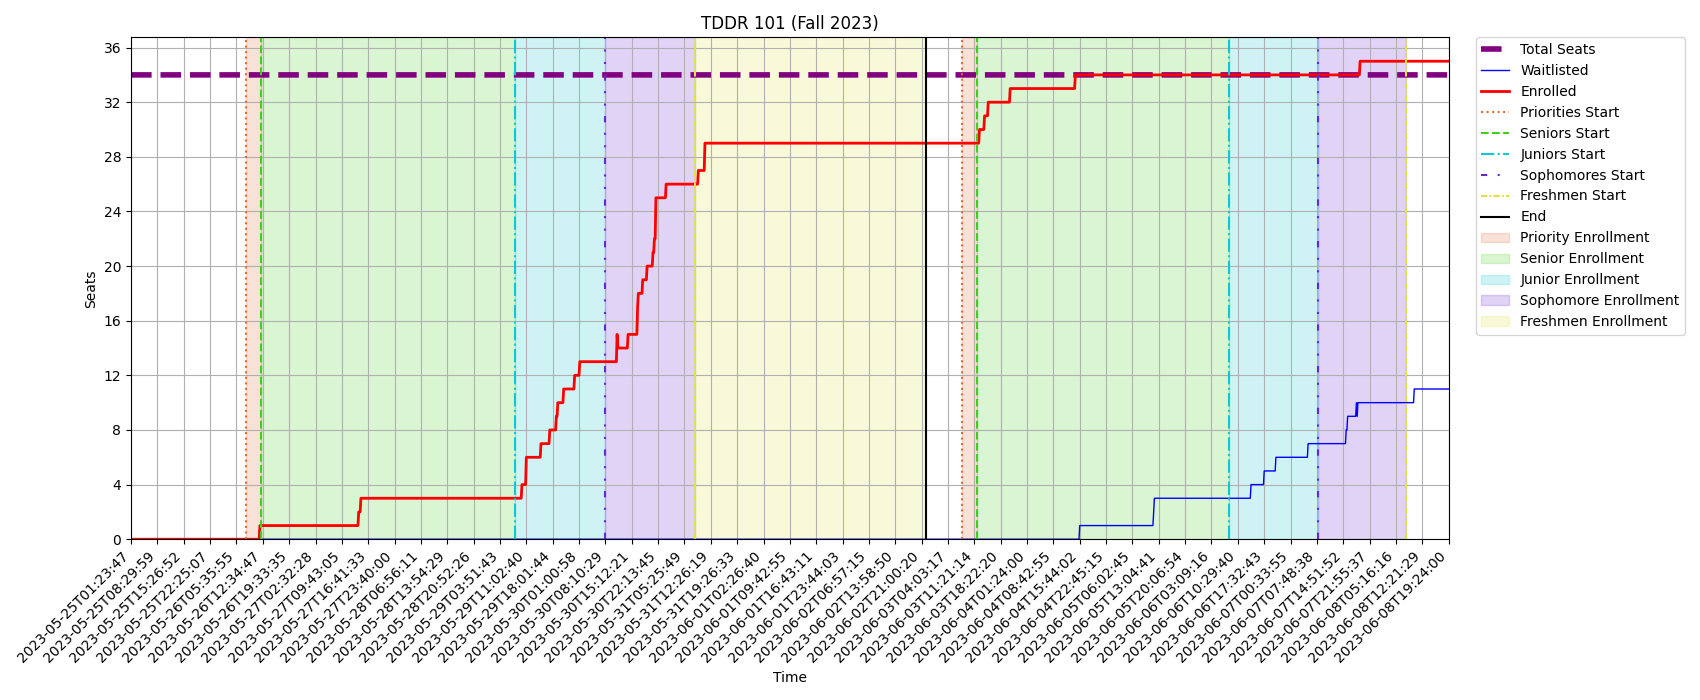 TDDR 101 (Fall 2023)
Seats
36
32
28
24
20
16
12
8
4
0
2023-05-25T01:23:47
2023-05-25T08:29:59
2023-05-25T15:26:52
2023-05-25T22:25:07
2023-05-26T05:35:55
2023-05-26T12:34:47
2023-05-26T19:33:35
2023-05-27T02:32:28
2023-05-27T09:43:05
2023-05-27T16:41:33
2023-05-27T23:40:00
2023-05-28T06:56:11
2023-05-28T13:54:29
2023-05-28T20:52:26
2023-05-29T03:51:43
2023-05-29T11:02:40
2023-05-29T18:01:44
2023-05-30T01:00:58
2023-05-30T08:10:29
2023-05-30T15:12:21
2023-05-30T22:13:45
2023-05-31T05:25:49
2023-05-31T12:26:19
2023-05-31T19:26:33
2023-06-01T02:26:40
2023-06-01T09:42:55
2023-06-01T16:43:11
2023-06-01T23:44:03
2023-06-02T06:57:15
2023-06-02T13:58:50
2023-06-02T21:00:20
2023-06-03T04:03:17
2023-06-03T11:21:14
2023-06-03T18:22:20
2023-06-04T01:24:00
2023-06-04T08:42:55
2023-06-04T15:44:02
2023-06-04T22:45:15
2023-06-05T06:02:45
2023-06-05T13:04:41
2023-06-05T20:06:54
2023-06-06T03:09:16
2023-06-06T10:29:40
2023-06-06T17:32:43
2023-06-07T00:33:55
2023-06-07T07:48:38
2023-06-07T14:51:52
2023-06-07T21:55:37
2023-06-08T05:16:16
2023-06-08T12:21:29
2023-06-08T19:24:00
Time
Total Seats
Waitlisted
Enrolled
Priorities Start
Seniors Start
Juniors Start
Sophomores Start
Freshmen Start
End
Priority Enrollment
Senior Enrollment
Junior Enrollment
Sophomore Enrollment
Freshmen Enrollment